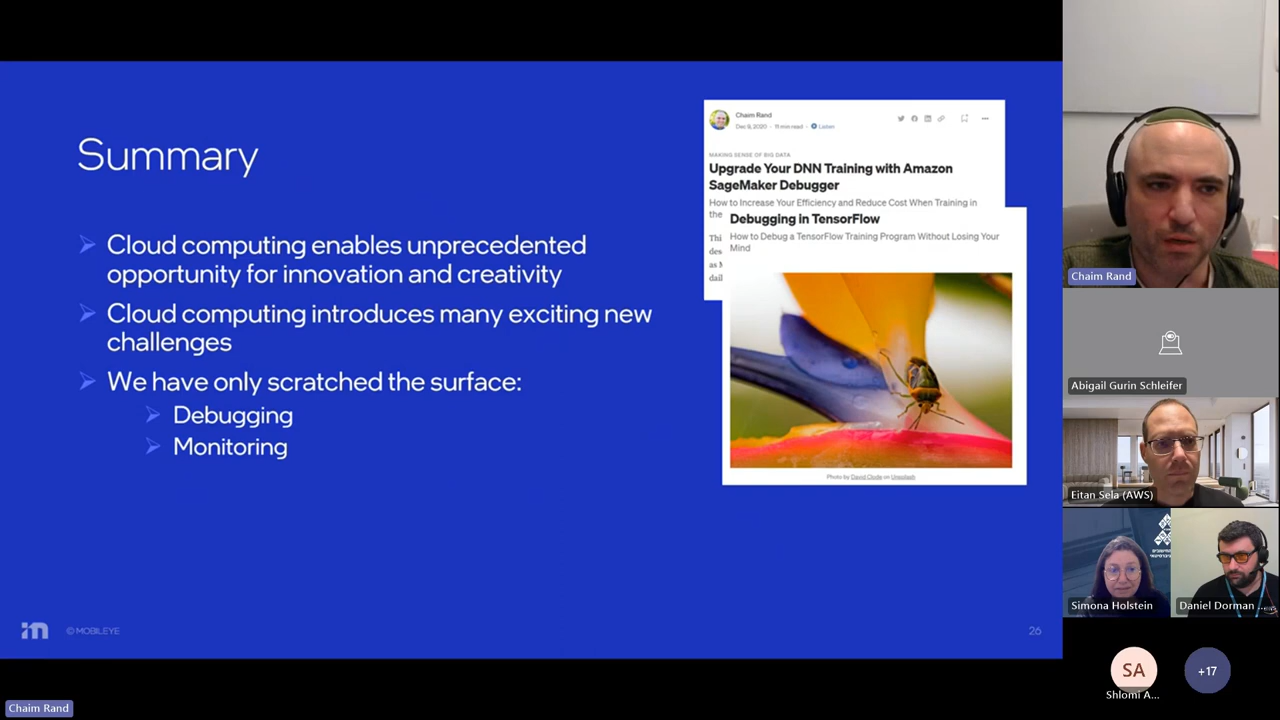 Summary
Cloud computing enables unprecedented
opportunity for innovation and creativity
Cloud computing introduces many exciting new
challenges
We have only scratched the surface:
Debugging
Monitoring
Chaim Rand
Dec 9, 2020 · 11 min read · Listen
MAKING SENSE OF BIG DATA
Upgrade Your DNN Training with Amazon
SageMaker Debugger
How to Increase Your Efficiency and Reduce Cost When Training in
the
Debugging in TensorFlow
How to Debug a TensorFlow Training Program Without Losing Your
Mind
Photo by David Clode on Unsplash
© MOBILEYE
26
Chaim Rand
Abigail Gurin Schleifer
Eitan Sela (AWS)
Simona Holstein
Daniel Dorman ...
SA
Shlomi A...
+17
Chaim Rand